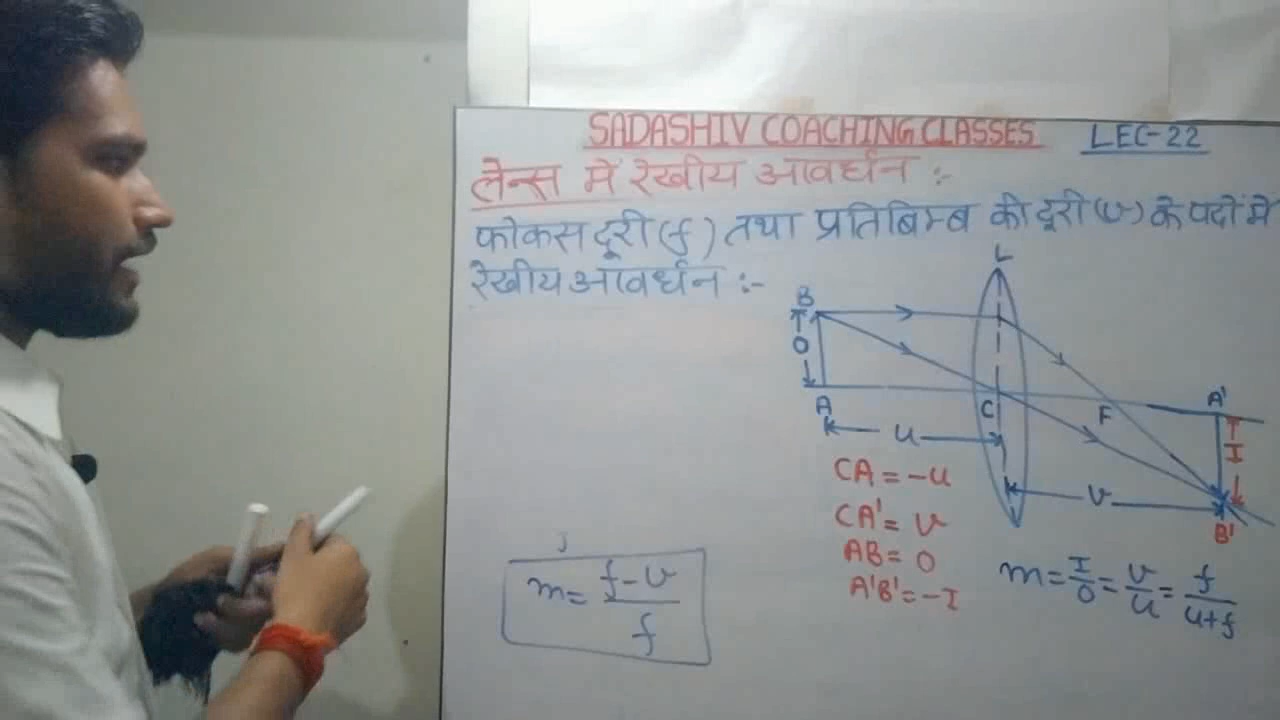 SADASHIV COACHING CLASSES LEC-22
लेन्स में रेखीय आवर्धन :-
फोकस दूरी (f) तथा प्रतिबिम्ब की दूरी (v) के पदों में
रेखीय आवर्धन :-
L
B
O
A
C
F
A'
I
B'
u
v
CA = -u
CA' = v
AB = O
A'B' = -I
m = I/O = v/u = f/u+f
m = f-v/f